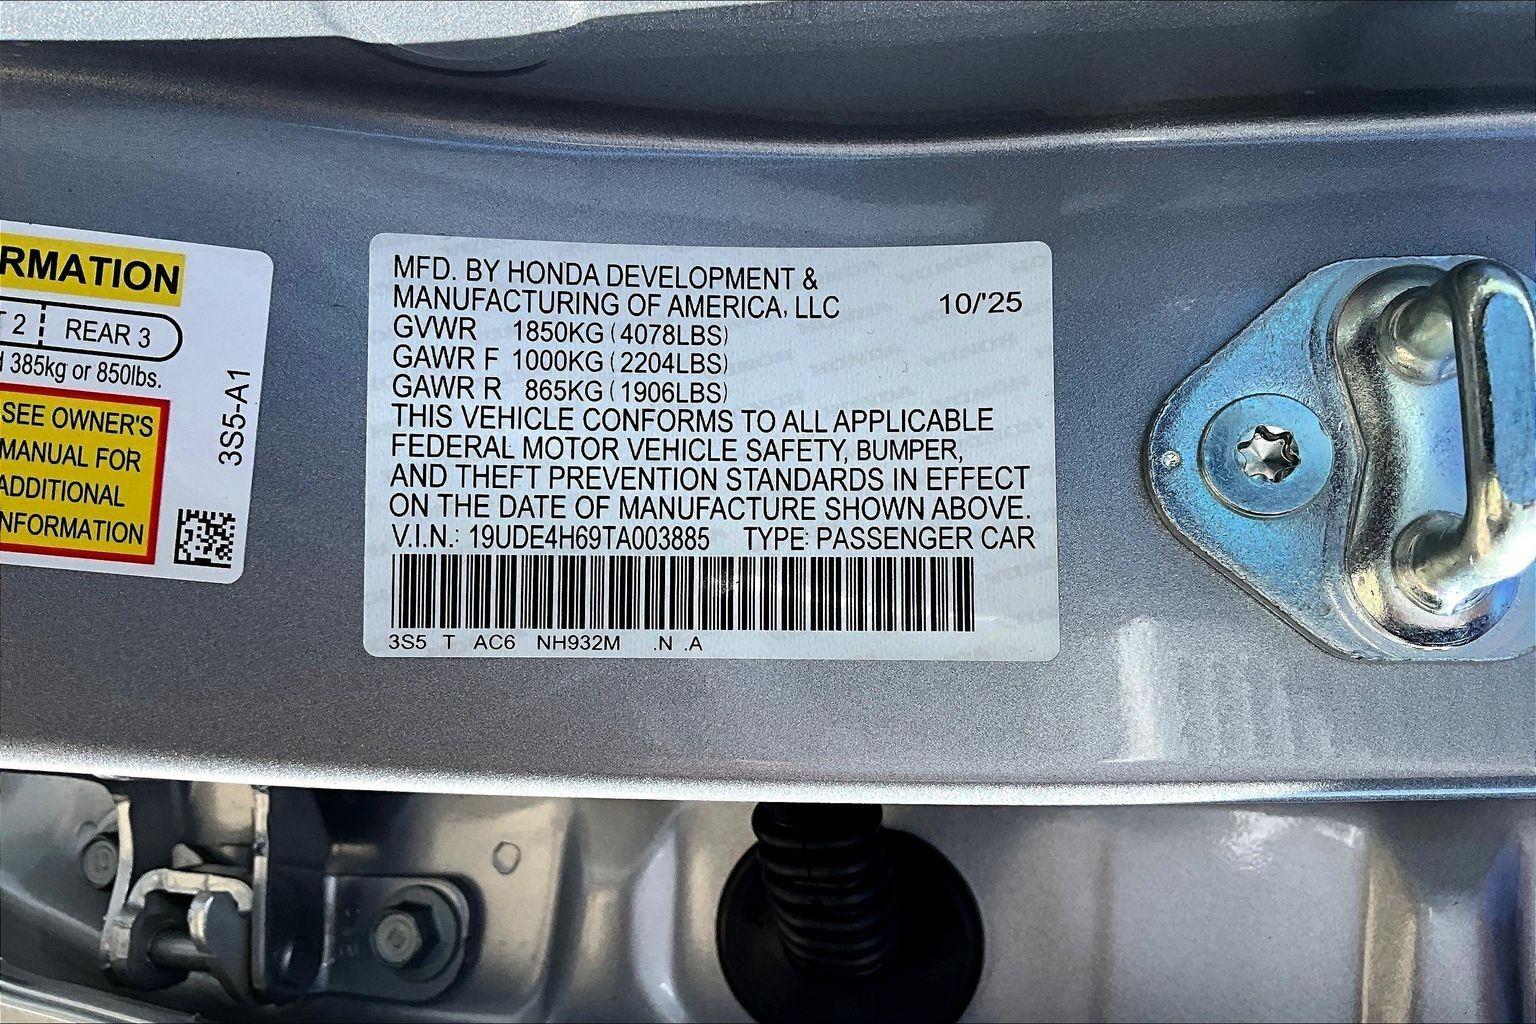 RMATION
T 2 REAR 3
d 385kg or 850lbs.
SEE OWNER'S
MANUAL FOR
ADDITIONAL
NFORMATION
3S5-A1
MFD. BY HONDA DEVELOPMENT &
MANUFACTURING OF AMERICA, LLC 10/'25
GVWR 1850KG (4078LBS)
GAWR F 1000KG (2204LBS)
GAWR R 865KG (1906LBS)
THIS VEHICLE CONFORMS TO ALL APPLICABLE
FEDERAL MOTOR VEHICLE SAFETY, BUMPER,
AND THEFT PREVENTION STANDARDS IN EFFECT
ON THE DATE OF MANUFACTURE SHOWN ABOVE.
V.I.N.: 19UDE4H69TA003885 TYPE: PASSENGER CAR
3S5 T AC6 NH932M .N .A